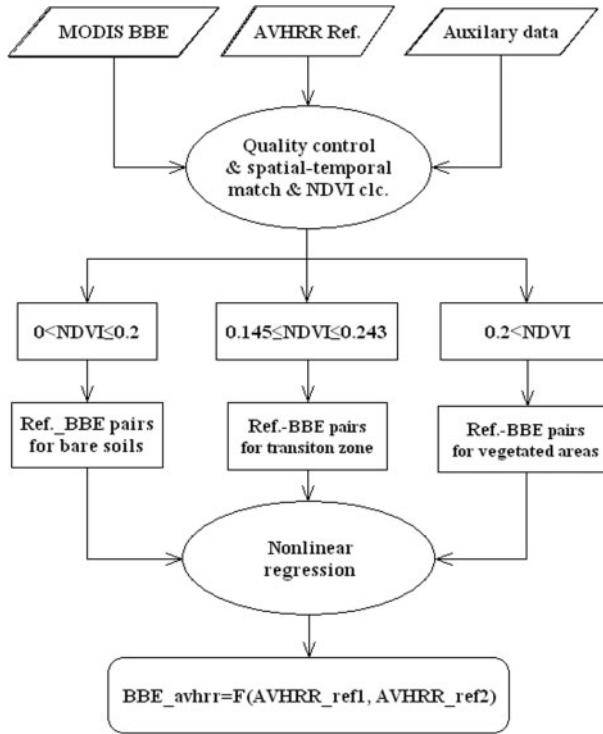 MODIS BBE
AVHRR Ref.
Auxilary data
Quality control
& spatial-temporal
match & NDVI clc.
0<NDVI≤0.2
0.145≤NDVI≤0.243
0.2<NDVI
Ref._BBE pairs
for bare soils
Ref.-BBE pairs
for transiton zone
Ref.-BBE pairs
for vegetated areas
Nonlinear
regression
BBE_avhrr=F(AVHRR_ref1, AVHRR_ref2)